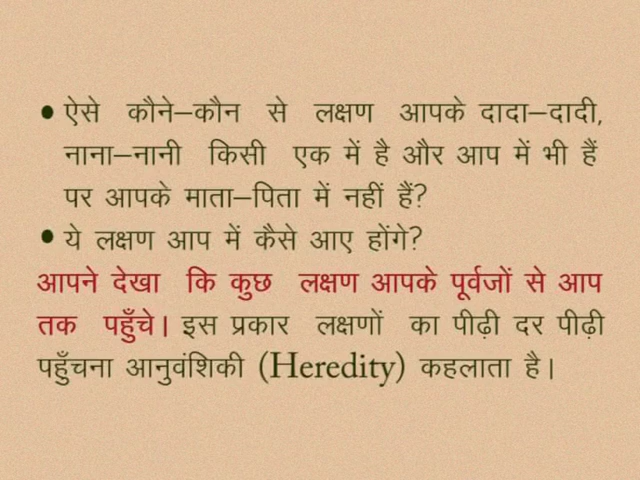 • ऐसे कौने–कौन से लक्षण आपके दादा–दादी,
नाना–नानी किसी एक में है और आप में भी हैं
पर आपके माता–पिता में नहीं हैं?
• ये लक्षण आप में कैसे आए होंगे?
आपने देखा कि कुछ लक्षण आपके पूर्वजों से आप
तक पहुँचे। इस प्रकार लक्षणों का पीढ़ी दर पीढ़ी
पहुँचना आनुवंशिकी (Heredity) कहलाता है।